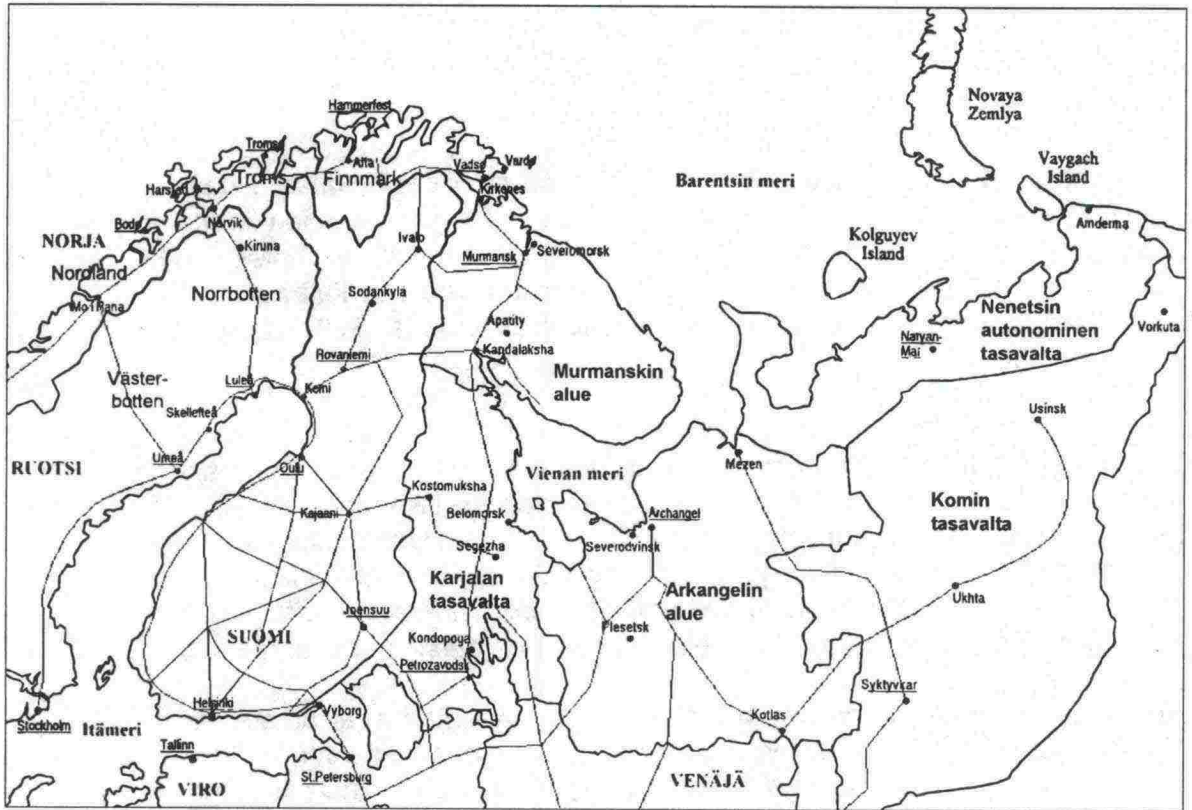 Novaya
Zemlya
Hammerfest
Vaygach
Island
Troms
Alta
Vadsø
Vardø
Barentsin meri
Troms
Finnmark
Harstad
Kirkenes
Amderma
Narvik
Bodø
Ivalo
Kiruna
Severomorsk
Kolguyev
Island
NORJA
Murmansk
Nordland
Norrbotten
Sodankylä
Mo I Rana
Nenetsin
autonominen
tasavalta
Vorkuta
Apatity
Naryan-
Mai
Rovaniemi
Kandalaksha
Murmanskin
alue
Väster-
botten
Luleå
Kemi
Skellefteå
Usinsk
RUOTSI
Umeå
Oulu
Mezen
Vienan meri
Kostomuksha
Komin
tasavalta
Kajaani
Belomorsk
Archangel
Severodvinsk
Segezha
Karjalan
tasavalta
Arkangelin
alue
Ukhta
Joensuu
SUOMI
Plesetsk
Kondopoya
Petrozavodsk
Syktyvkar
Helsinki
Vyborg
Kotlas
Stockholm
Itämeri
Tallinn
St.Petersburg
VIRO
VENÄJÄ